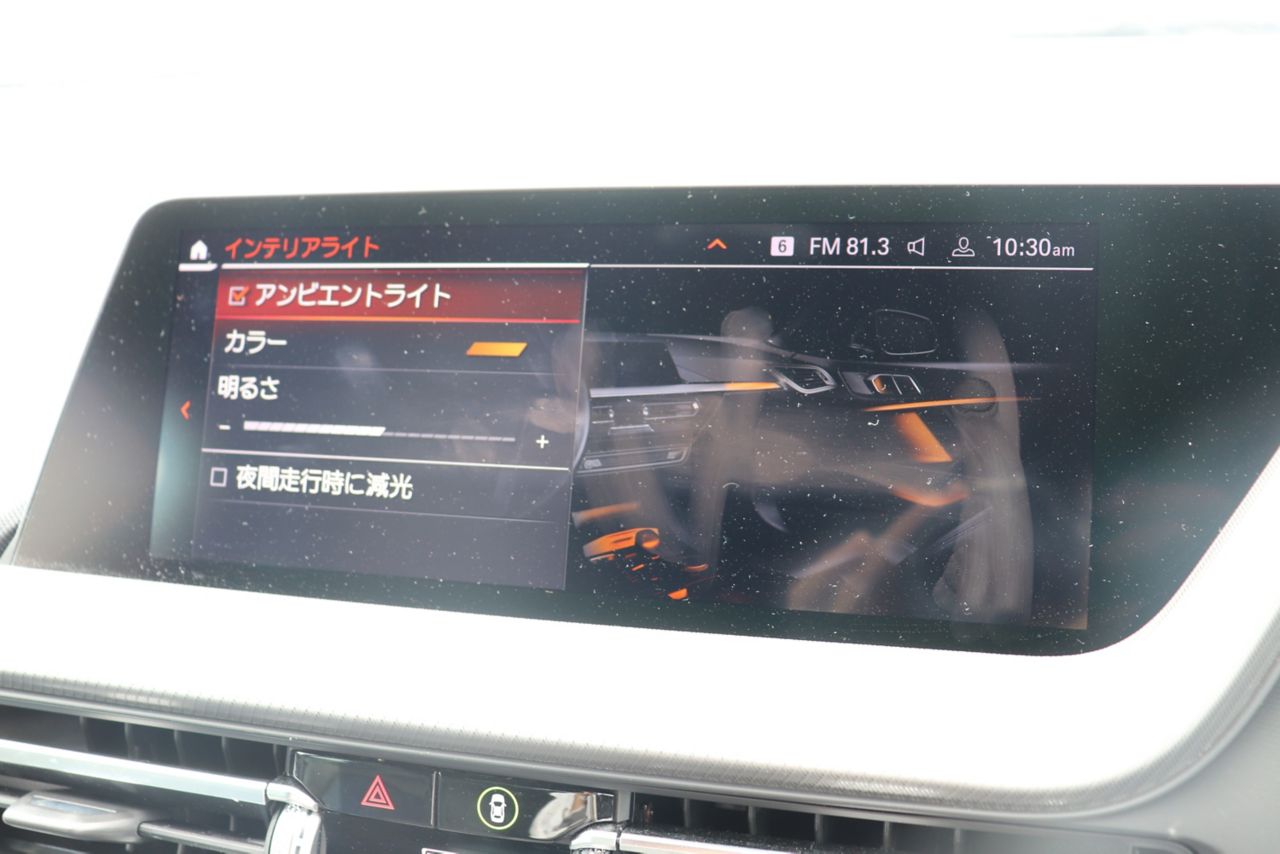 インテリアライト
6 FM 81.3 10:30am
アンビエントライト
カラー
明るさ
- +
夜間走行時に減光